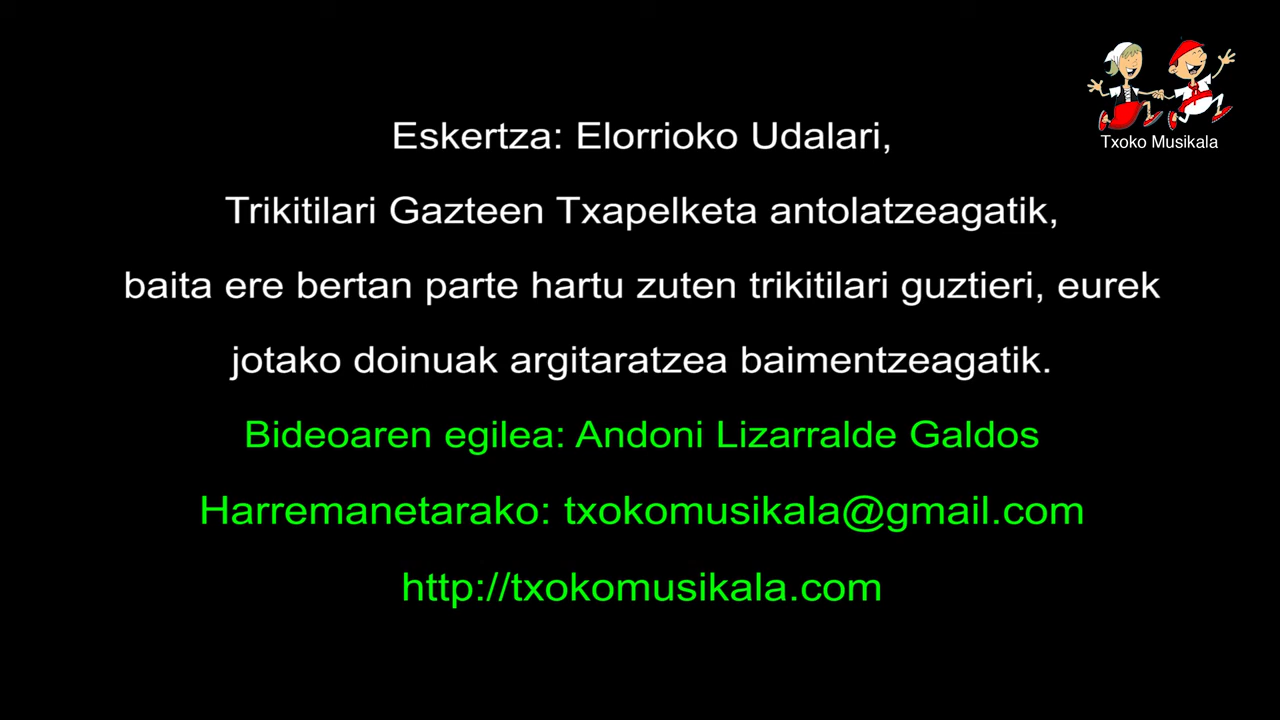 Txoko Musikala
Eskertza: Elorrioko Udalari,
Trikitilari Gazteen Txapelketa antolatzeagatik,
baita ere bertan parte hartu zuten trikitilari guztieri, eurek
jotako doinuak argitaratzea baimentzeagatik.
Bideoaren egilea: Andoni Lizarralde Galdos
Harremanetarako: txokomusikala@gmail.com
http://txokomusikala.com